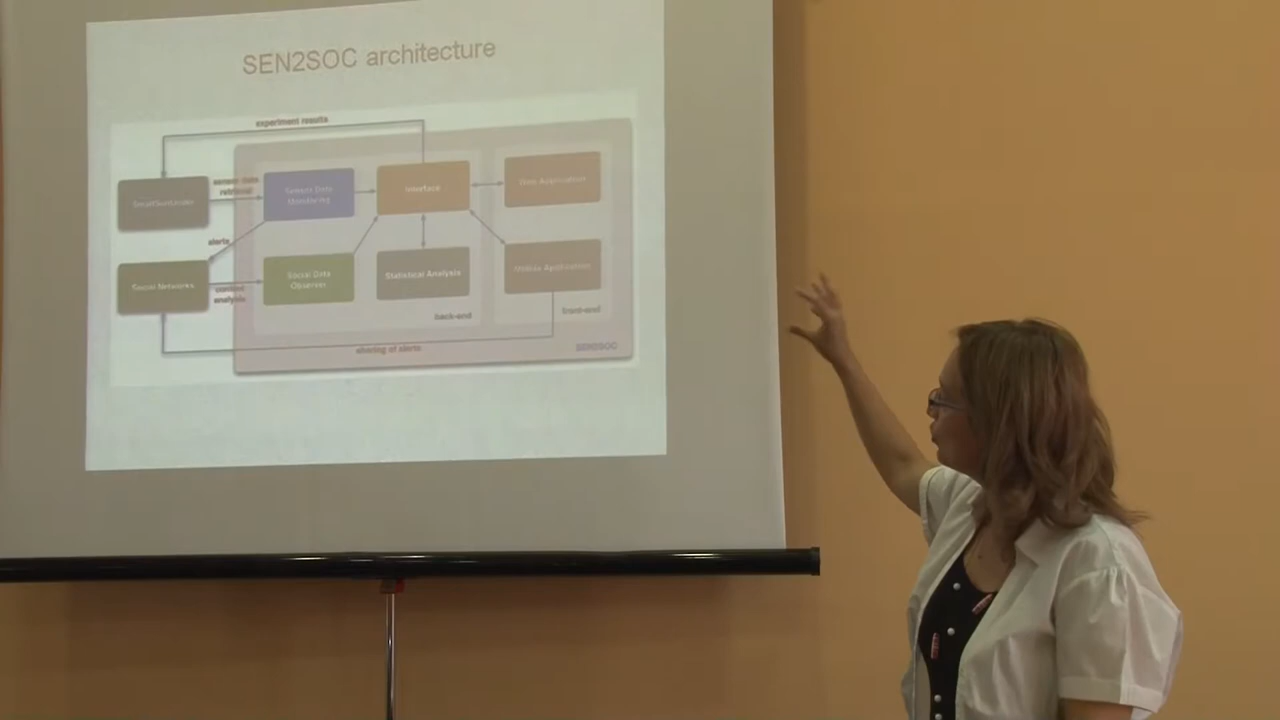 SEN2SOC architecture
experiment results
SmartSantander
sensor data
retrieval
Sensor Data
Monitoring
Interface
Web Application
alerts
Social Networks
content
analysis
Social Data
Observer
Statistical Analysis
Mobile Application
back-end
front-end
sharing of alerts
SEN2SOC